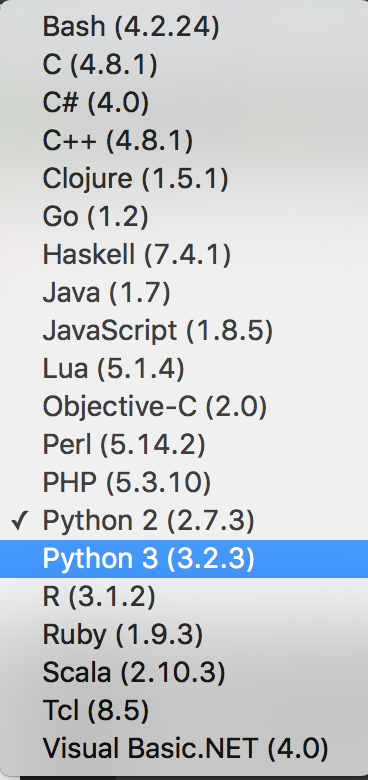 Bash (4.2.24)
C (4.8.1)
C# (4.0)
C++ (4.8.1)
Clojure (1.5.1)
Go (1.2)
Haskell (7.4.1)
Java (1.7)
JavaScript (1.8.5)
Lua (5.1.4)
Objective-C (2.0)
Perl (5.14.2)
PHP (5.3.10)
✓ Python 2 (2.7.3)
Python 3 (3.2.3)
R (3.1.2)
Ruby (1.9.3)
Scala (2.10.3)
Tcl (8.5)
Visual Basic.NET (4.0)